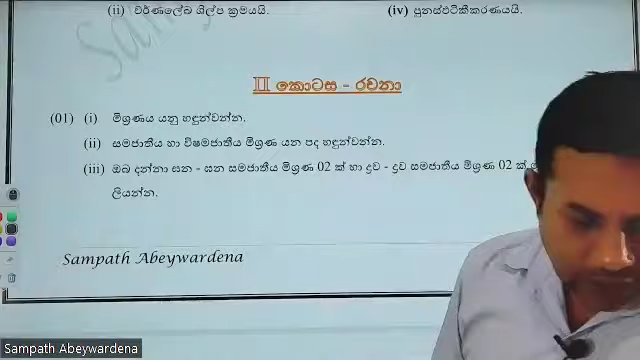 (ii) වර්ණලේඛ ශිල්ප ක්‍රමයයි. (iv) පුනස්ඵටිකීකරණයයි.
II කොටස - රචනා
(01) (i) මිශ්‍රණය යනු හඳුන්වන්න.
(ii) සමජාතීය හා විෂමජාතීය මිශ්‍රණ යන පද හඳුන්වන්න.
(iii) ඔබ දන්නා ඝන - ඝන සමජාතීය මිශ්‍රණ 02 ක් හා ද්‍රව - ද්‍රව සමජාතීය මිශ්‍රණ 02 ක්
ලියන්න.
Sampath Abeywardena
Sampath Abeywardena